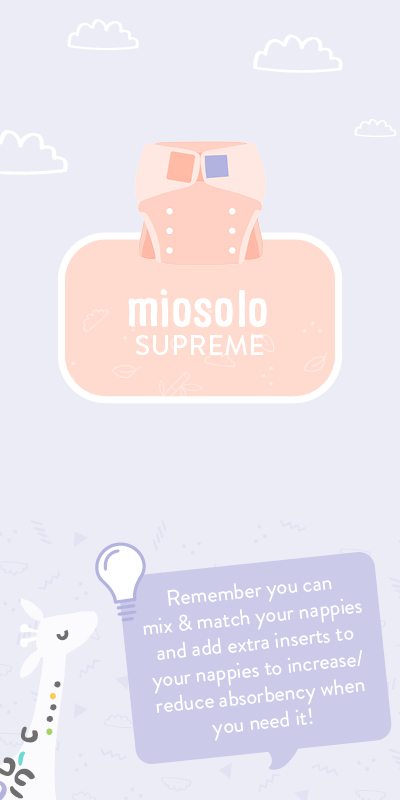 miosolo
SUPREME
Remember you can
mix & match your nappies
and add extra inserts to
your nappies to increase/
reduce absorbency when
you need it!